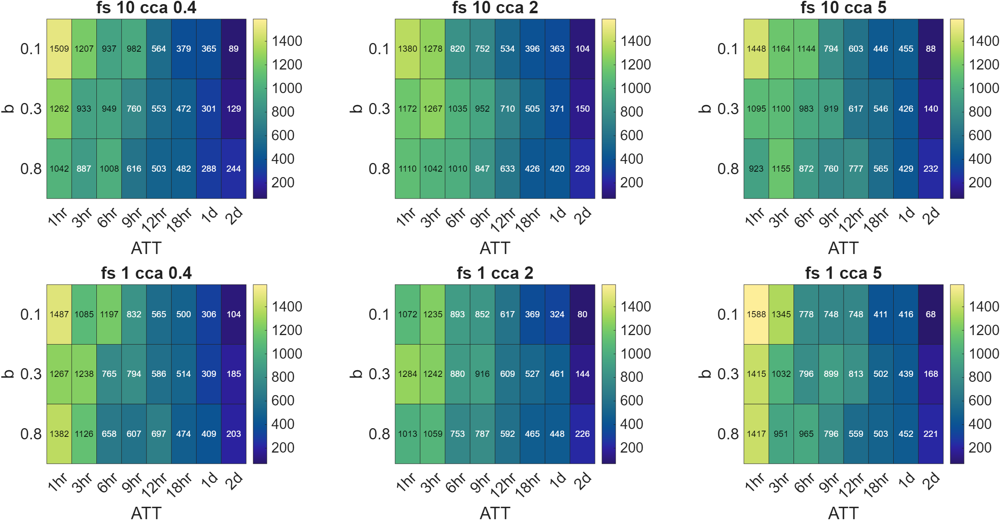 fs 10 cca 0.4
0.1 1509 1207 937 982 564 379 365 89
0.3 1262 933 949 760 553 472 301 129
0.8 1042 887 1008 616 503 482 288 244
b
1hr 3hr 6hr 9hr 12hr 18hr 1d 2d
ATT
1400
1200
1000
800
600
400
200
fs 10 cca 2
0.1 1380 1278 820 752 534 396 363 104
0.3 1172 1267 1035 952 710 505 371 150
0.8 1110 1042 1010 847 633 426 420 229
b
1hr 3hr 6hr 9hr 12hr 18hr 1d 2d
ATT
1400
1200
1000
800
600
400
200
fs 10 cca 5
0.1 1448 1164 1144 794 603 446 455 88
0.3 1095 1100 983 919 617 546 426 140
0.8 923 1155 872 760 777 565 429 232
b
1hr 3hr 6hr 9hr 12hr 18hr 1d 2d
ATT
1400
1200
1000
800
600
400
200
fs 1 cca 0.4
0.1 1487 1085 1197 832 565 500 306 104
0.3 1267 1238 765 794 586 514 309 185
0.8 1382 1126 658 607 697 474 409 203
b
1hr 3hr 6hr 9hr 12hr 18hr 1d 2d
ATT
1400
1200
1000
800
600
400
200
fs 1 cca 2
0.1 1072 1235 893 852 617 369 324 80
0.3 1284 1242 880 916 609 527 461 144
0.8 1013 1059 753 787 592 465 448 226
b
1hr 3hr 6hr 9hr 12hr 18hr 1d 2d
ATT
1400
1200
1000
800
600
400
200
fs 1 cca 5
0.1 1588 1345 778 748 748 411 416 68
0.3 1415 1032 796 899 813 502 439 168
0.8 1417 951 965 796 559 503 452 221
b
1hr 3hr 6hr 9hr 12hr 18hr 1d 2d
ATT
1400
1200
1000
800
600
400
200